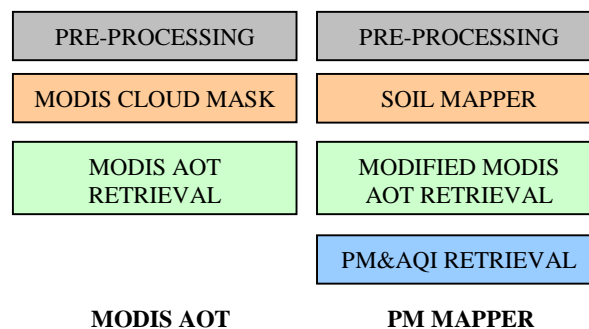 PRE-PROCESSING
MODIS CLOUD MASK
MODIS AOT
RETRIEVAL
MODIS AOT
PRE-PROCESSING
SOIL MAPPER
MODIFIED MODIS
AOT RETRIEVAL
PM&AQI RETRIEVAL
PM MAPPER